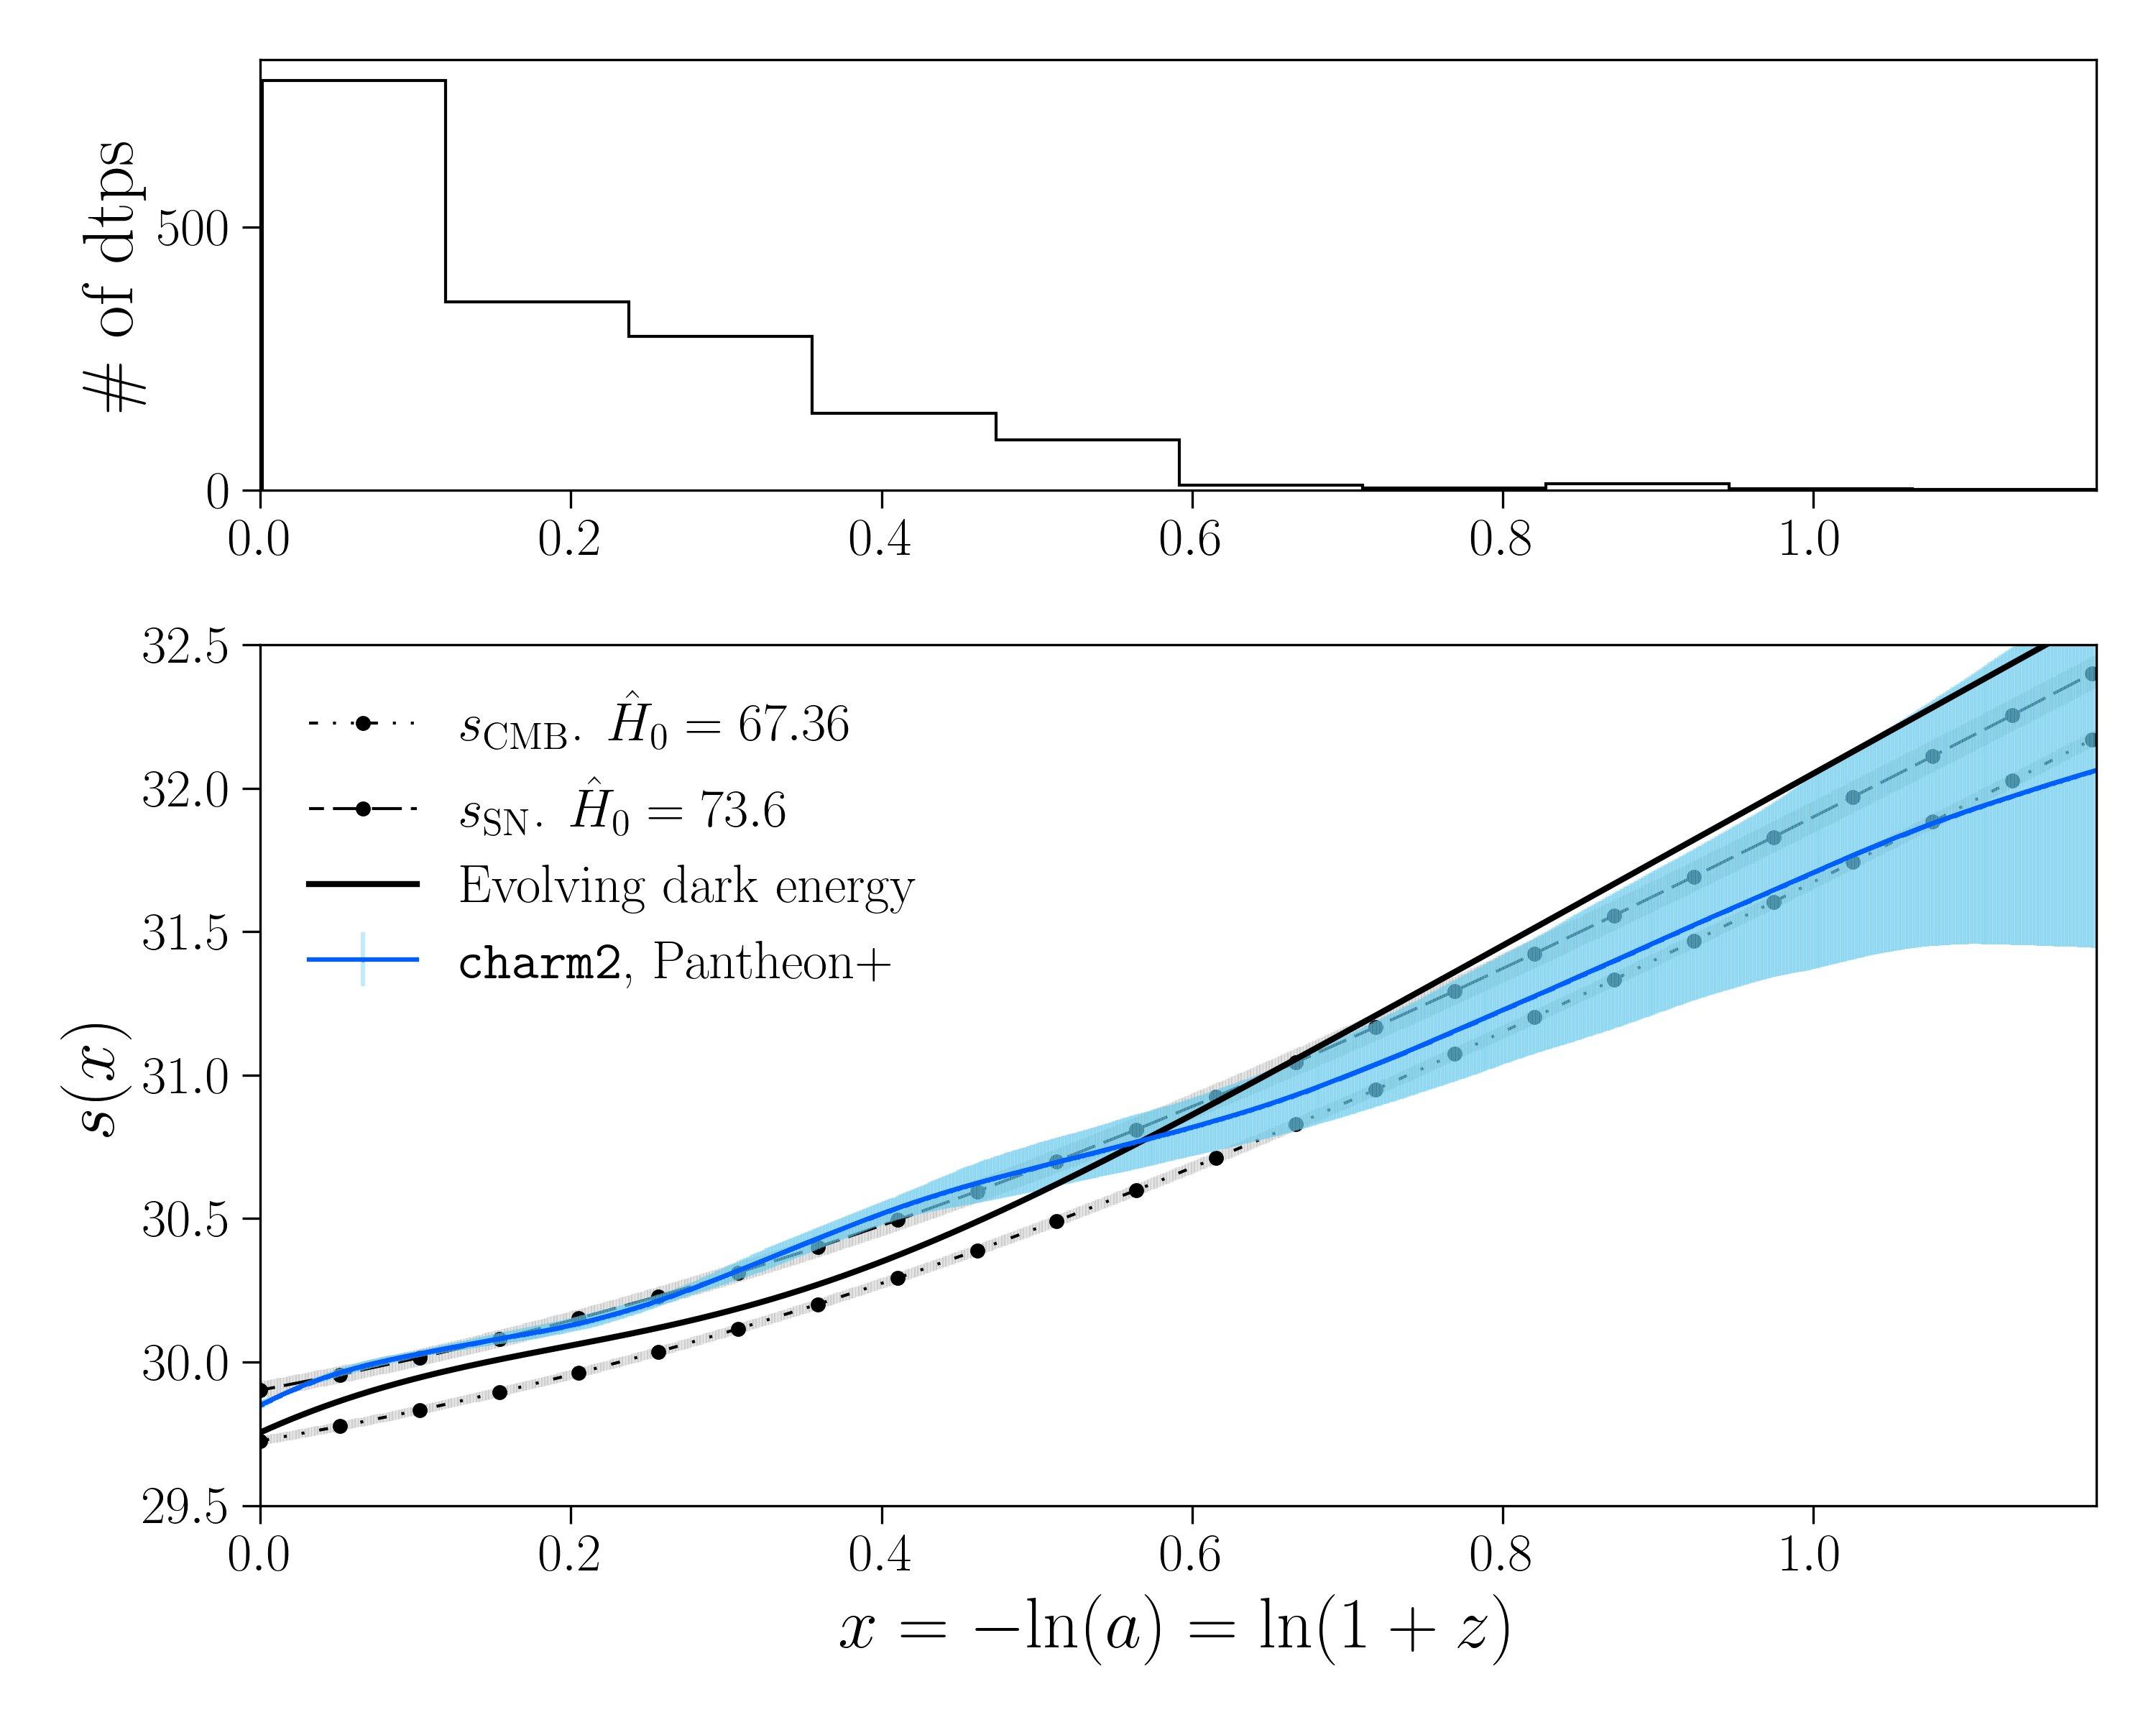 # of dtps
500
0
0.0 0.2 0.4 0.6 0.8 1.0
s(x)
32.5
32.0
31.5
31.0
30.5
30.0
29.5
s_CMB. Ĥ_0 = 67.36
s_SN. Ĥ_0 = 73.6
Evolving dark energy
charm2, Pantheon+
0.0 0.2 0.4 0.6 0.8 1.0
x = −ln(a) = ln(1 + z)